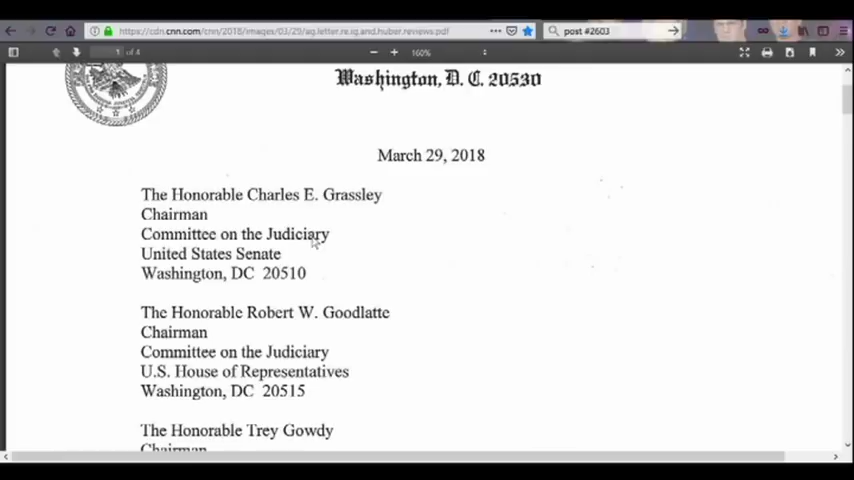 https://cdn.cnn.com/cnn/2018/images/03/29/ag.letter.re.ig.and.huber.reviews.pdf
post #2603
1 of 4
160%
Washington, D. C. 20530
March 29, 2018
The Honorable Charles E. Grassley
Chairman
Committee on the Judiciary
United States Senate
Washington, DC 20510
The Honorable Robert W. Goodlatte
Chairman
Committee on the Judiciary
U.S. House of Representatives
Washington, DC 20515
The Honorable Trey Gowdy
Chairman